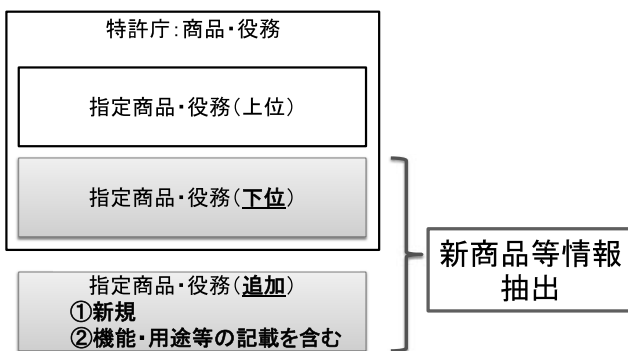 特許庁:商品・役務
指定商品・役務(上位)
指定商品・役務(下位)
指定商品・役務(追加)
①新規
②機能・用途等の記載を含む
新商品等情報
抽出